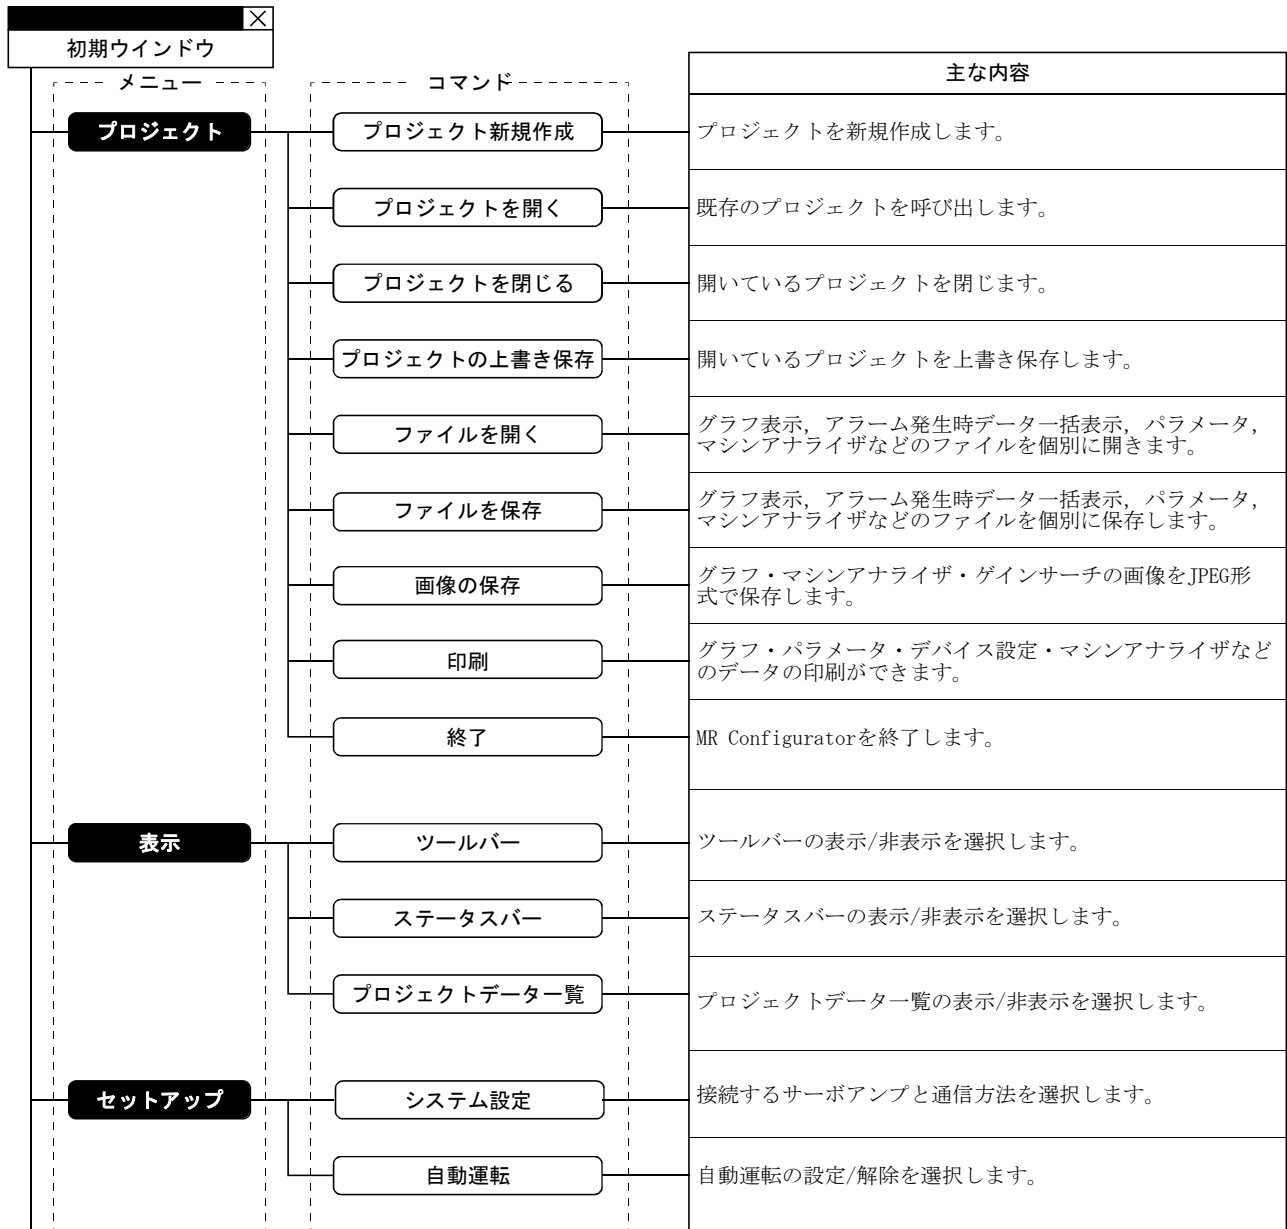 初期ウインドウ
メニュー
コマンド
主な内容
プロジェクト
プロジェクト新規作成
プロジェクトを新規作成します。
プロジェクトを開く
既存のプロジェクトを呼び出します。
プロジェクトを閉じる
開いているプロジェクトを閉じます。
プロジェクトの上書き保存
開いているプロジェクトを上書き保存します。
ファイルを開く
グラフ表示，アラーム発生時データ一括表示，パラメータ，
マシンアナライザなどのファイルを個別に開きます。
ファイルを保存
グラフ表示，アラーム発生時データ一括表示，パラメータ，
マシンアナライザなどのファイルを個別に保存します。
画像の保存
グラフ・マシンアナライザ・ゲインサーチの画像をJPEG形
式で保存します。
印刷
グラフ・パラメータ・デバイス設定・マシンアナライザなど
のデータの印刷ができます。
終了
MR Configuratorを終了します。
表示
ツールバー
ツールバーの表示/非表示を選択します。
ステータスバー
ステータスバーの表示/非表示を選択します。
プロジェクトデータ一覧
プロジェクトデータ一覧の表示/非表示を選択します。
セットアップ
システム設定
接続するサーボアンプと通信方法を選択します。
自動運転
自動運転の設定/解除を選択します。